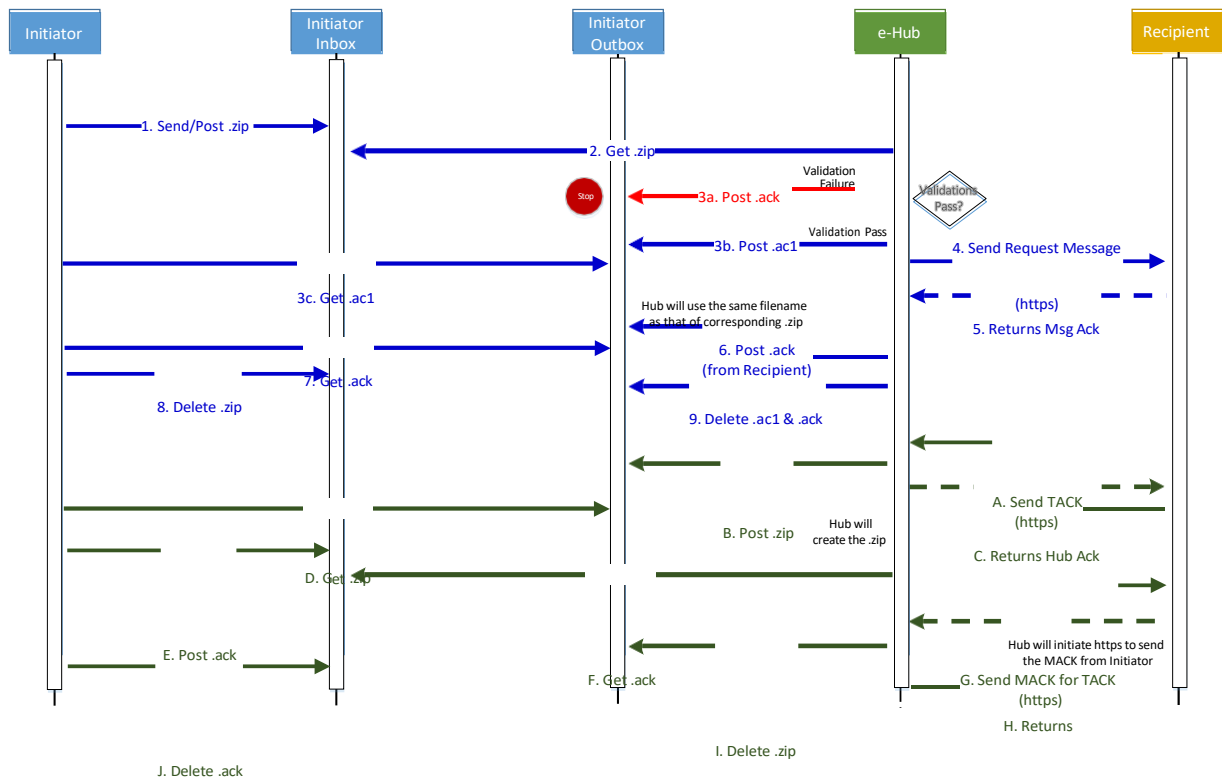 Initiator
Initiator
Inbox
Initiator
Outbox
e-Hub
Recipient
1. Send/Post .zip
2. Get .zip
Validation
Failure
Stop
3a. Post .ack
Validations
Pass?
3b. Post .ac1
Validation Pass
4. Send Request Message
(https)
3c. Get .ac1
Hub will use the same filename
as that of corresponding .zip
5. Returns Msg Ack
6. Post .ack
(from Recipient)
7. Get .ack
8. Delete .zip
9. Delete .ac1 & .ack
A. Send TACK
(https)
B. Post .zip
Hub will
create the .zip
C. Returns Hub Ack
D. Get .zip
E. Post .ack
Hub will initiate https to send
the MACK from Initiator
F. Get .ack
G. Send MACK for TACK
(https)
H. Returns
I. Delete .zip
J. Delete .ack